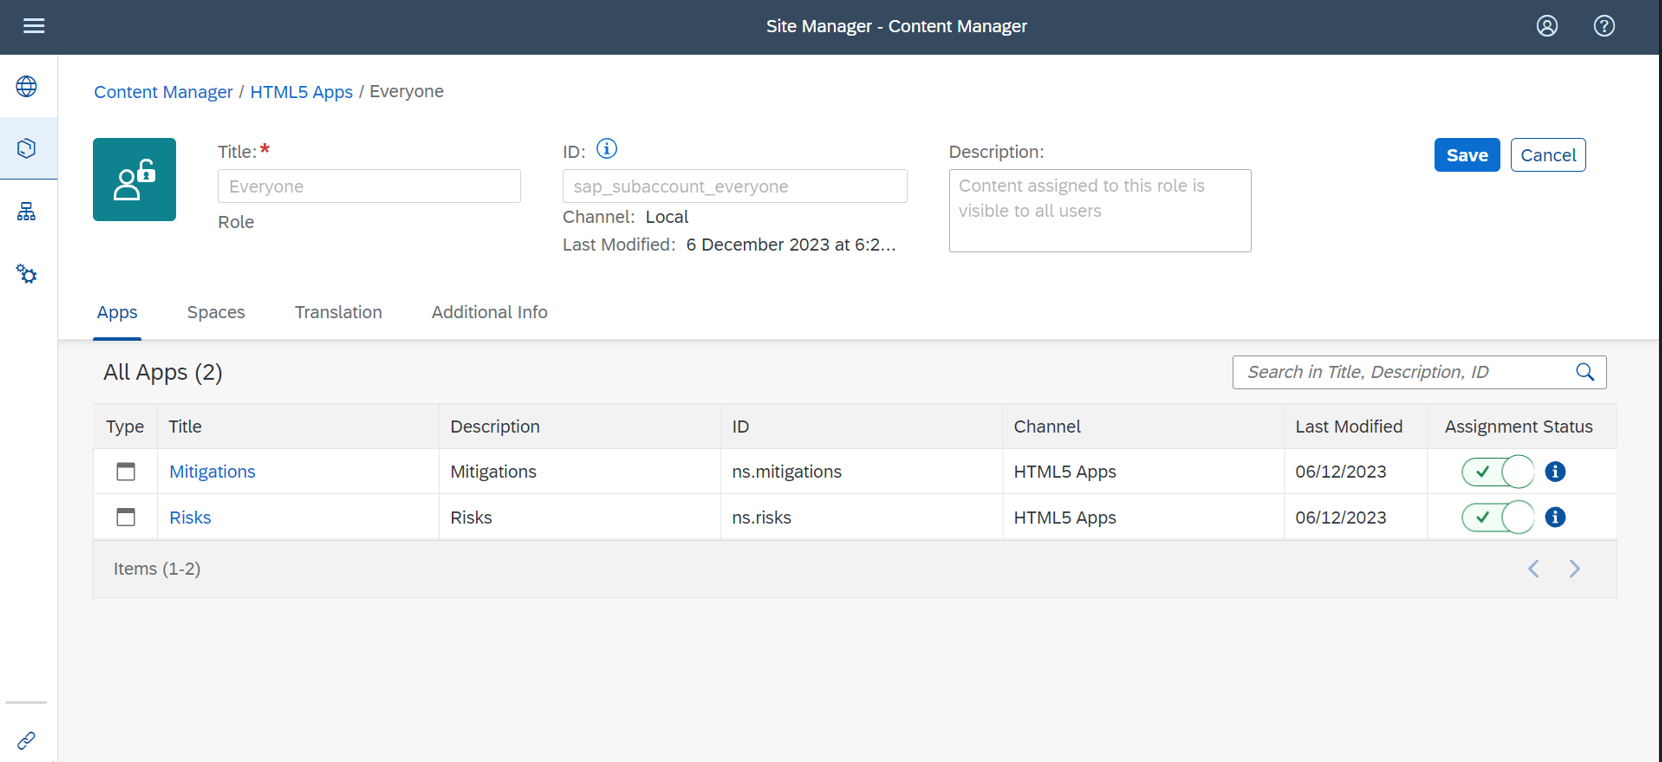 Site Manager - Content Manager
Content Manager / HTML5 Apps / Everyone
Title:*
Everyone
Role
ID:
sap_subaccount_everyone
Channel: Local
Last Modified: 6 December 2023 at 6:2...
Description:
Content assigned to this role is
visible to all users
Save
Cancel
Apps
Spaces
Translation
Additional Info
All Apps (2)
Search in Title, Description, ID
Type Title Description ID Channel Last Modified Assignment Status
Mitigations Mitigations ns.mitigations HTML5 Apps 06/12/2023
Risks Risks ns.risks HTML5 Apps 06/12/2023
Items (1-2)